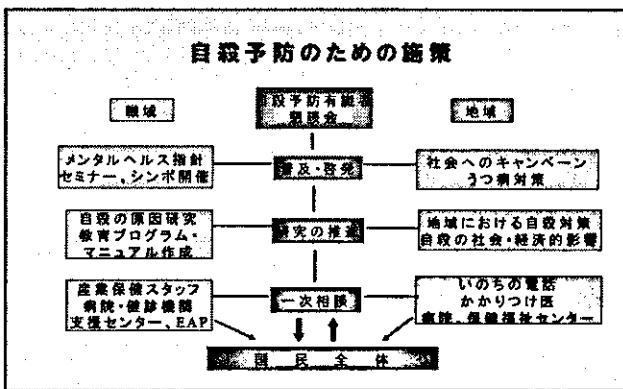 自殺予防のための施策
職域
自殺予防有識者
懇談会
地域
メンタルヘルス指針
セミナー、シンポ開催
普及・啓発
社会へのキャンペーン
うつ病対策
自殺の原因研究
教育プログラム・
マニュアル作成
研究の推進
地域における自殺対策
自殺の社会・経済的影響
産業保健スタッフ
病院・健診機関
支援センター、EAP
一次相談
いのちの電話
かかりつけ医
病院、保健福祉センター
国民全体